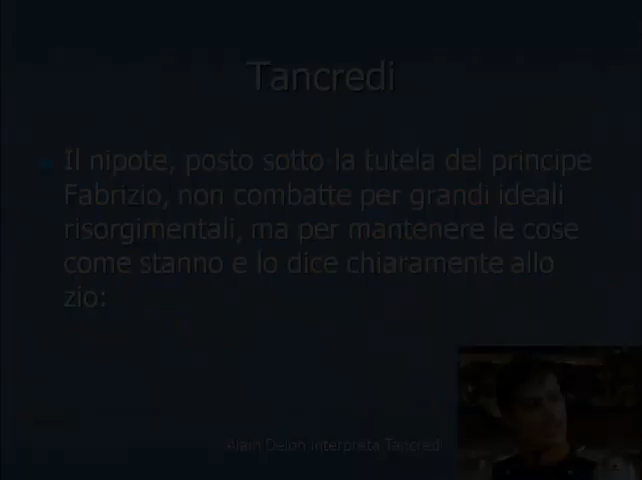 Tancredi
Il nipote, posto sotto la tutela del principe
Fabrizio, non combatte per grandi ideali
risorgimentali, ma per mantenere le cose
come stanno e lo dice chiaramente allo
zio:
Alain Delon interpreta Tancredi